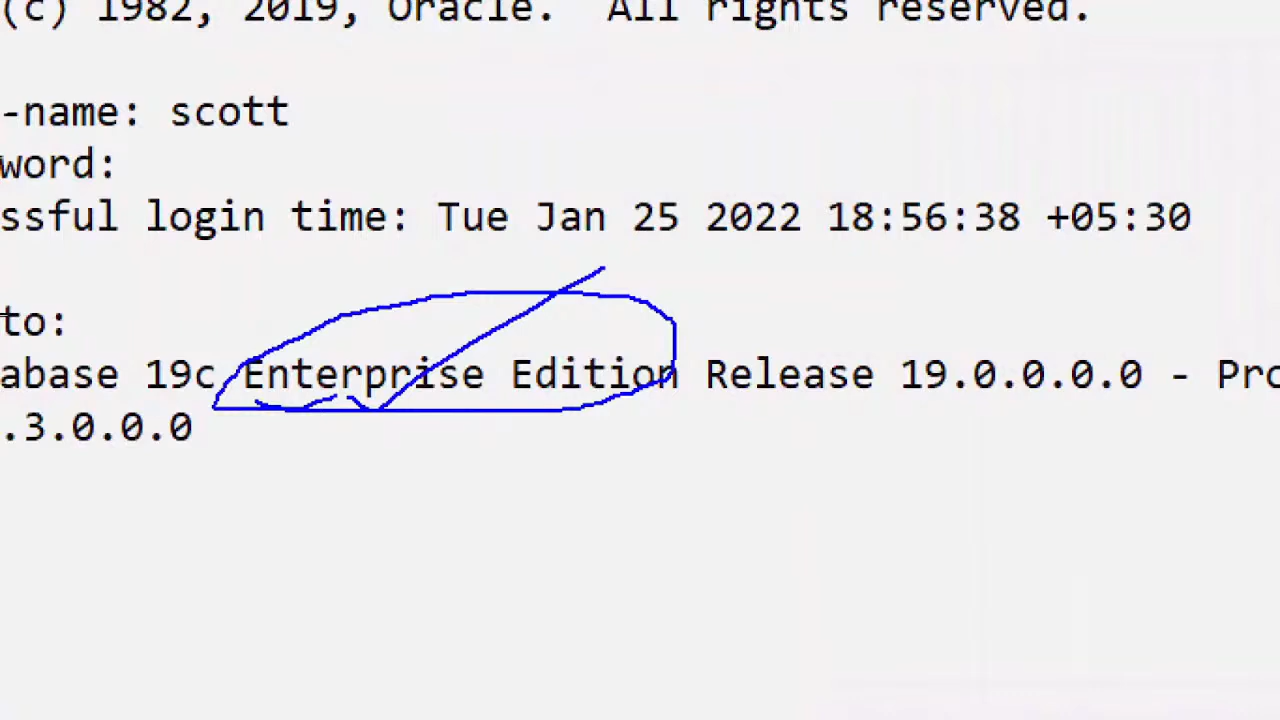 (c) 1982, 2019, Oracle.  All rights reserved.
-name: scott
word:
ssful login time: Tue Jan 25 2022 18:56:38 +05:30
to:
abase 19c Enterprise Edition Release 19.0.0.0.0 - Pro
.3.0.0.0